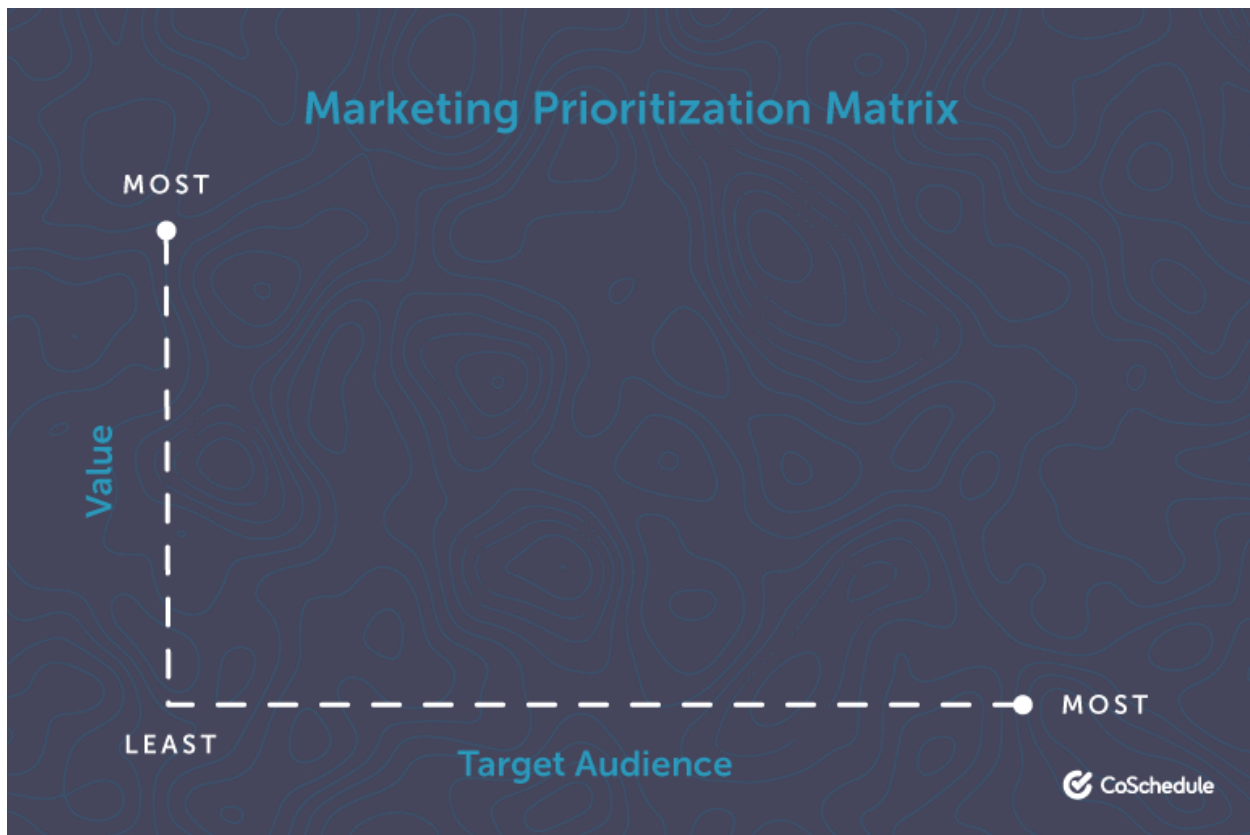 Marketing Prioritization Matrix
MOST
Value
LEAST
MOST
Target Audience
CoSchedule